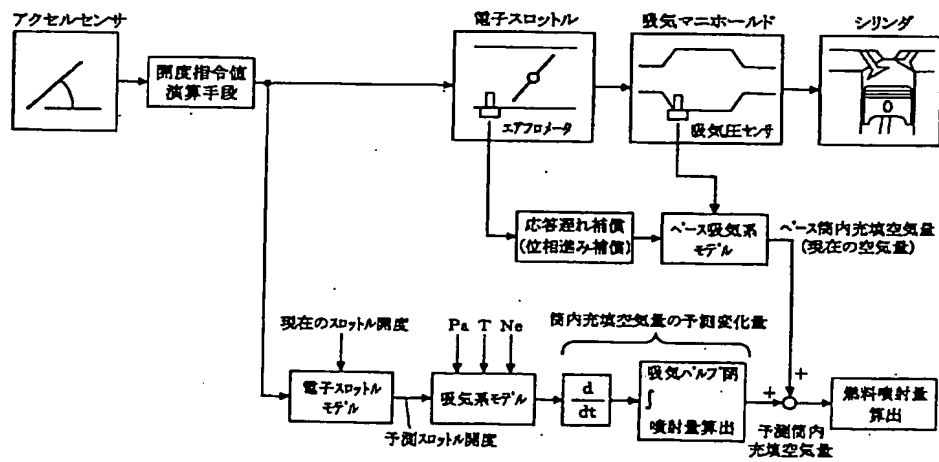 アクセルセンサ
開度指令値
演算手段
電子スロットル
エアフロメータ
吸気マニホールド
吸気圧センサ
シリンダ
応答遅れ補償
(位相進み補償)
ベース吸気系
モデル
ベース筒内充填空気量
(現在の空気量)
現在のスロットル開度
電子スロットル
モデル
予測スロットル開度
Pa T Ne
吸気系モデル
筒内充填空気量の予測変化量
d
dt
吸気バルブ閉
∫
噴射量算出
+
+
予測筒内
充填空気量
燃料噴射量
算出